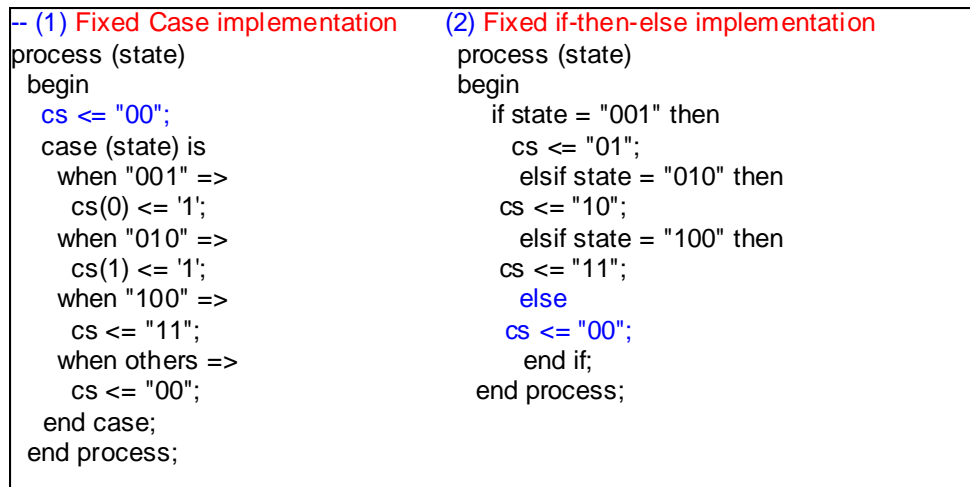 -- (1) Fixed Case implementation
process (state)
begin
cs <= "00";
case (state) is
when "001" =>
cs(0) <= '1';
when "010" =>
cs(1) <= '1';
when "100" =>
cs <= "11";
when others =>
cs <= "00";
end case;
end process;
(2) Fixed if-then-else implementation
process (state)
begin
if state = "001" then
cs <= "01";
elsif state = "010" then
cs <= "10";
elsif state = "100" then
cs <= "11";
else
cs <= "00";
end if;
end process;